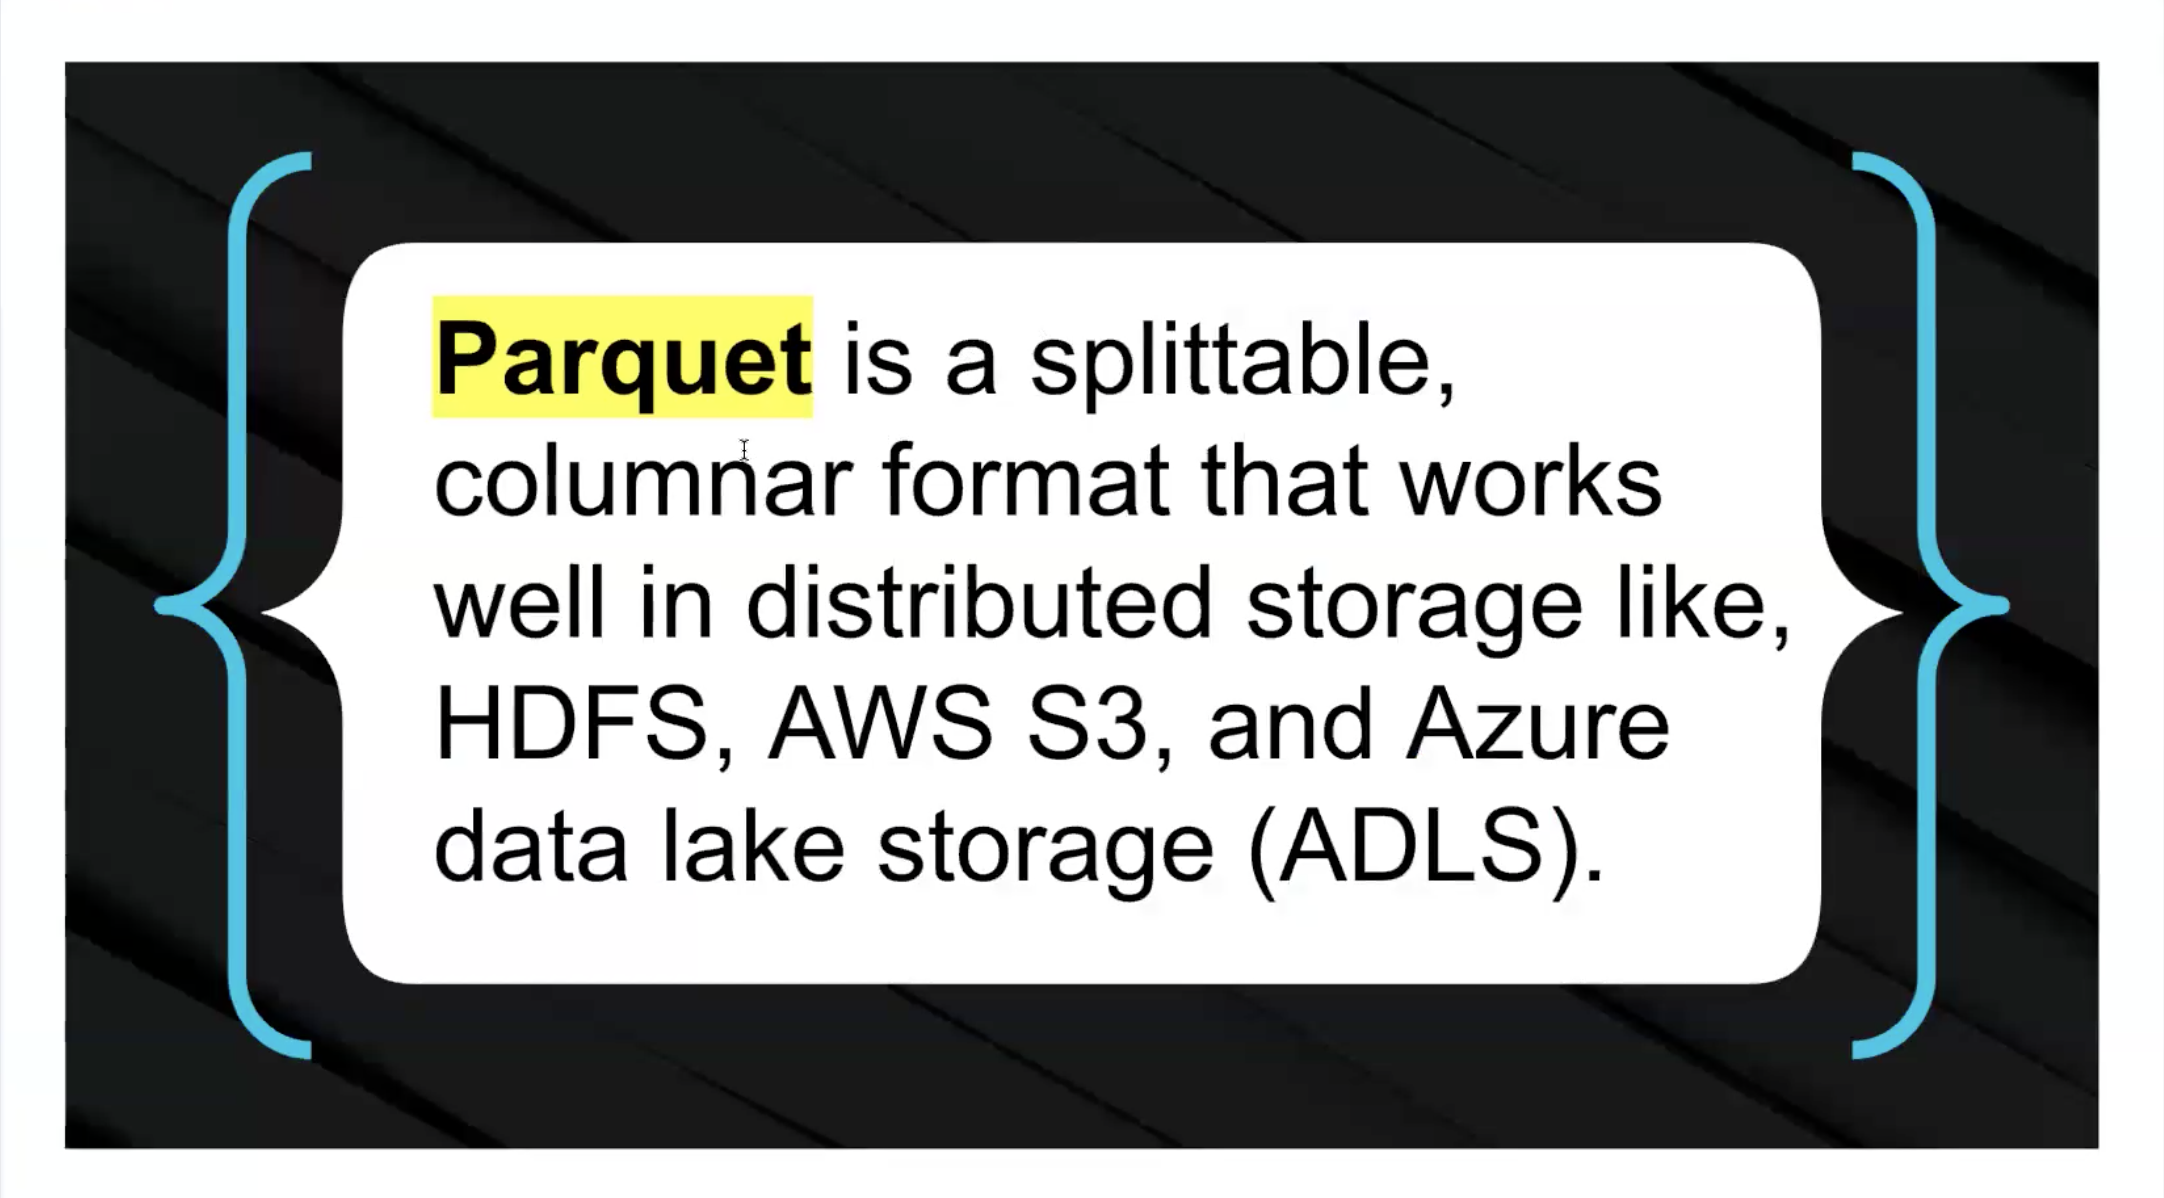 Parquet is a splittable,
columnar format that works
well in distributed storage like,
HDFS, AWS S3, and Azure
data lake storage (ADLS).